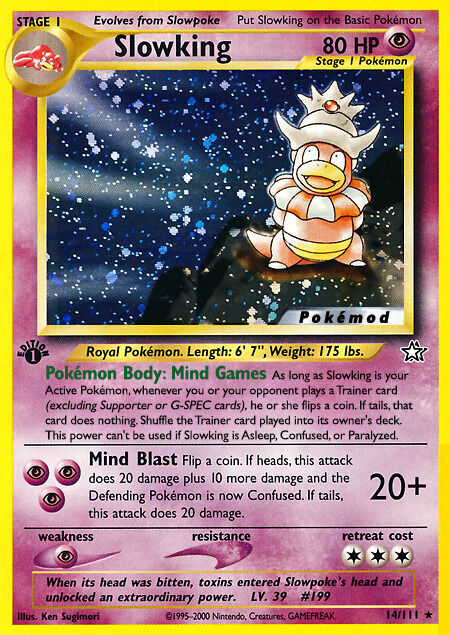 STAGE 1 Evolves from Slowpoke Put Slowking on the Basic Pokémon
Slowking 80 HP
Stage 1 Pokémon
Pokémod
EDITION
1
Royal Pokémon. Length: 6' 7", Weight: 175 lbs.
Pokémon Body: Mind Games As long as Slowking is your
Active Pokémon, whenever you or your opponent plays a Trainer card
(excluding Supporter or G-SPEC cards), he or she flips a coin. If tails, that
card does nothing. Shuffle the Trainer card played into its owner's deck.
This power can't be used if Slowking is Asleep, Confused, or Paralyzed.
Mind Blast Flip a coin. If heads, this attack
does 20 damage plus 10 more damage and the
Defending Pokémon is now Confused. If tails,
this attack does 20 damage.
20+
weakness resistance retreat cost
When its head was bitten, toxins entered Slowpoke's head and
unlocked an extraordinary power. LV. 39 #199
Illus. Ken Sugimori ©1995-2000 Nintendo, Creatures, GAMEFREAK. 14/111 ★